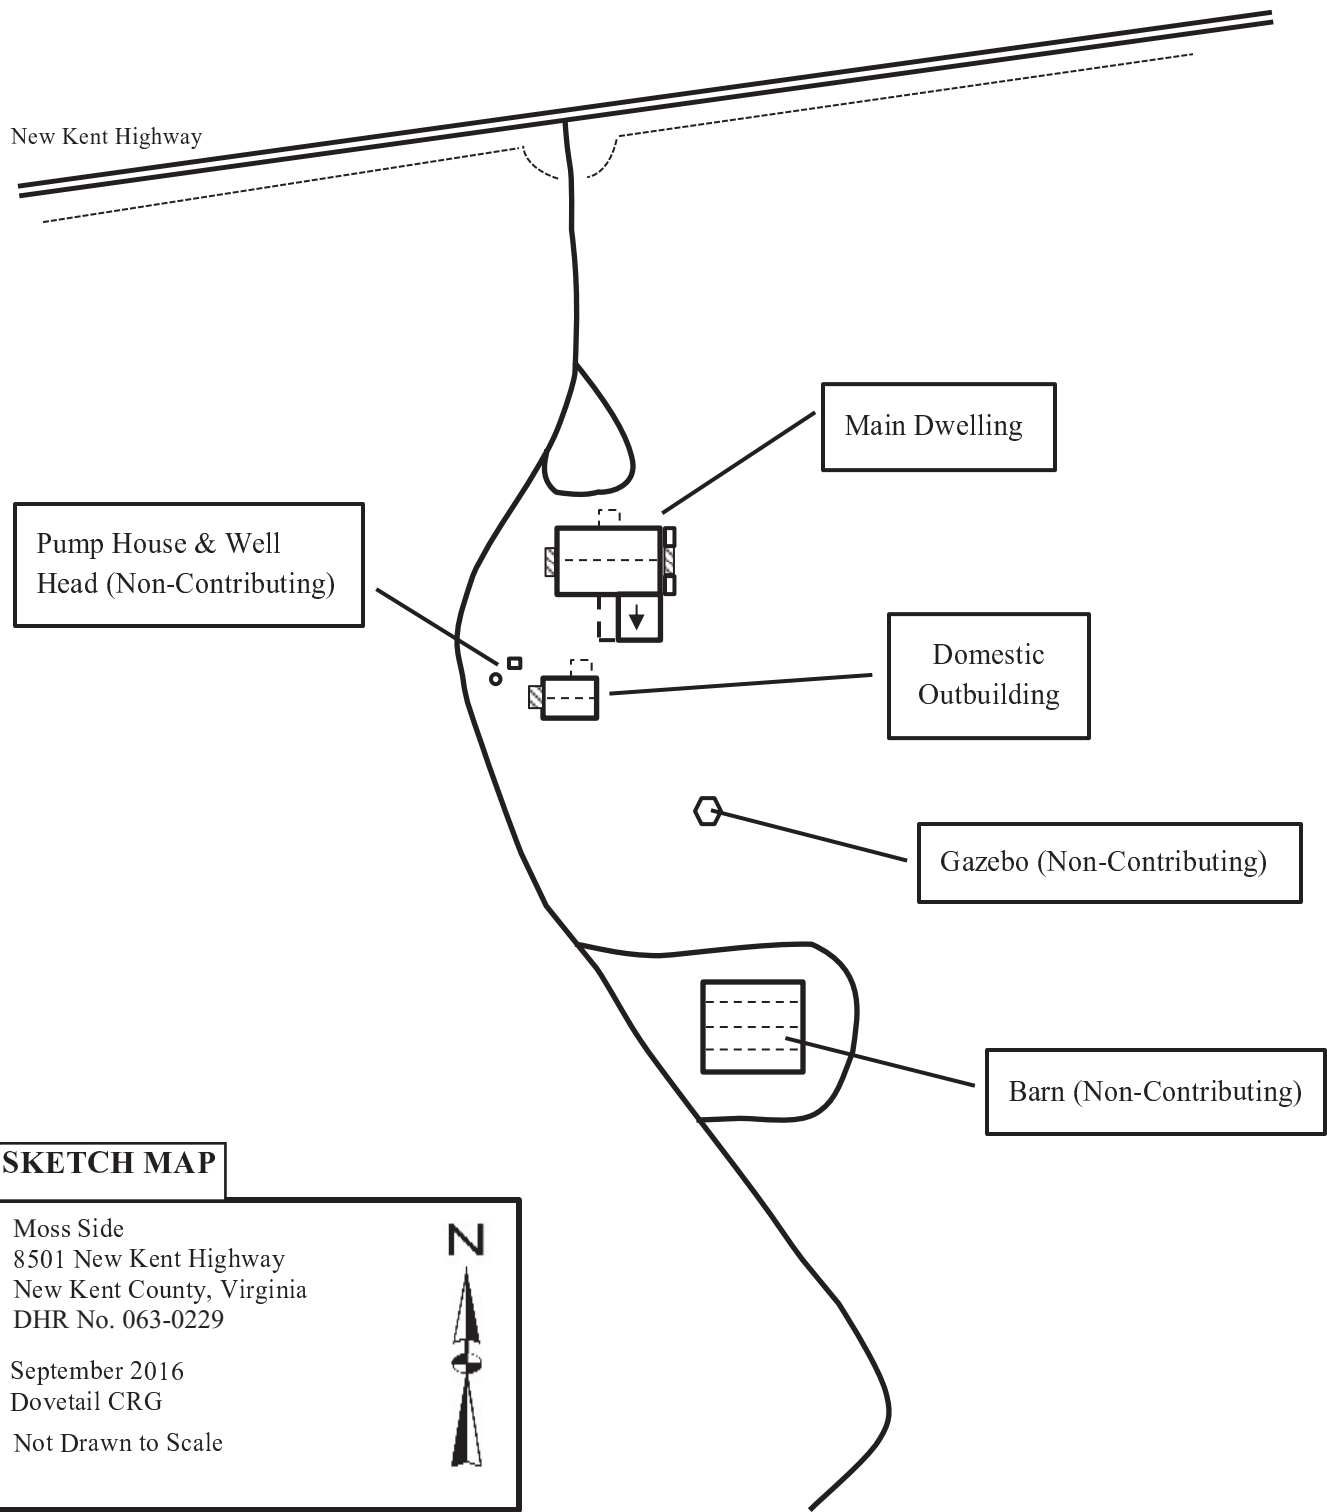 New Kent Highway
Main Dwelling
Pump House & Well
Head (Non-Contributing)
Domestic
Outbuilding
Gazebo (Non-Contributing)
Barn (Non-Contributing)
SKETCH MAP
Moss Side
8501 New Kent Highway
New Kent County, Virginia
DHR No. 063-0229
September 2016
Dovetail CRG
Not Drawn to Scale
N